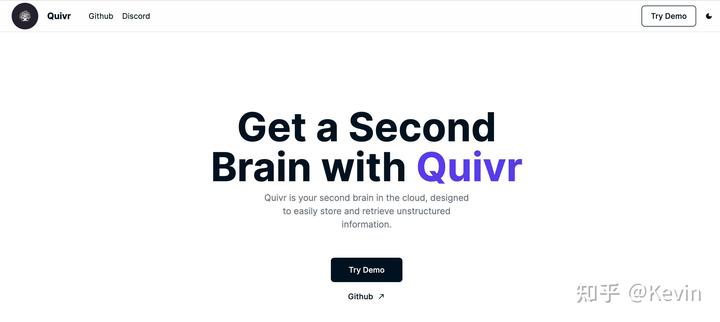 Quivr Github Discord Try Demo
Get a Second
Brain with Quivr
Quivr is your second brain in the cloud, designed
to easily store and retrieve unstructured
information.
Try Demo
Github
知乎 @Kevin